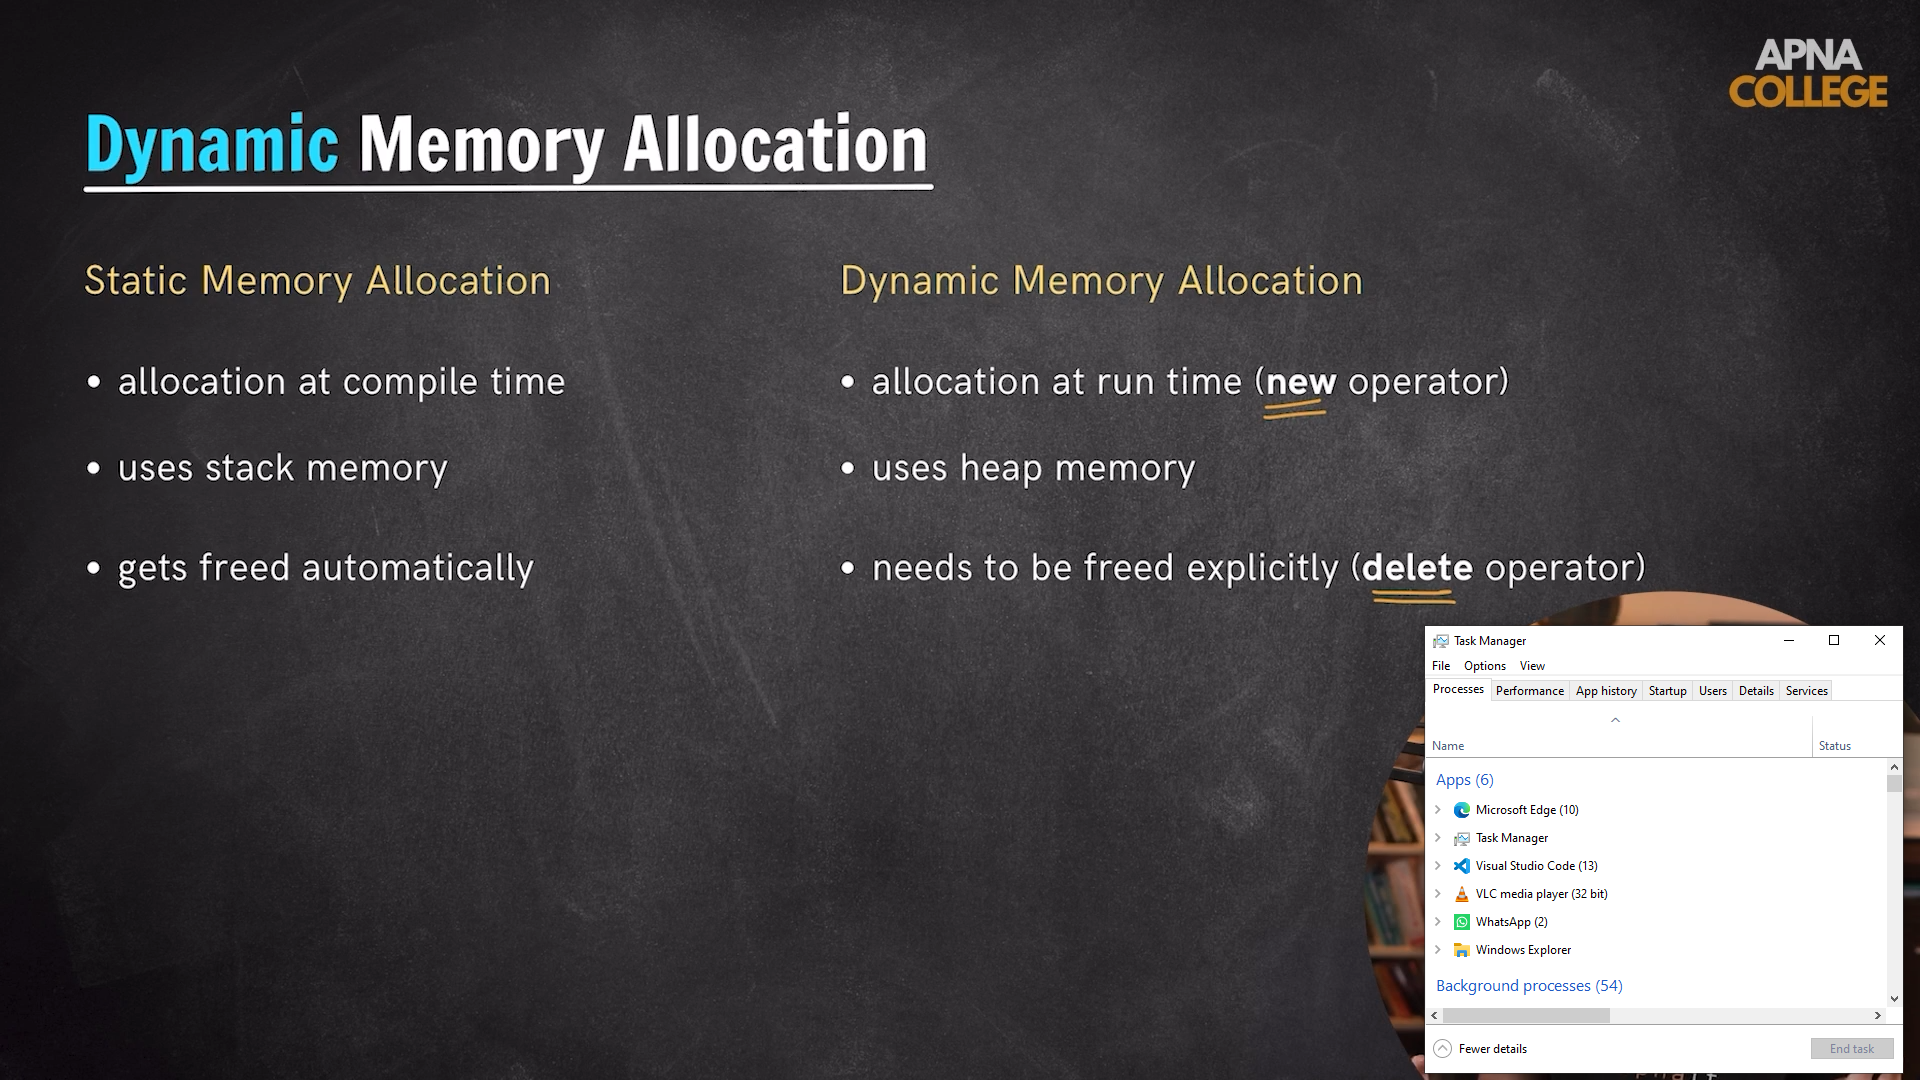 APNA
COLLEGE
Dynamic Memory Allocation
Static Memory Allocation
• allocation at compile time
• uses stack memory
• gets freed automatically
Dynamic Memory Allocation
• allocation at run time (new operator)
• uses heap memory
• needs to be freed explicitly (delete operator)
Task Manager
File Options View
Processes Performance App history Startup Users Details Services
Name Status
Apps (6)
Microsoft Edge (10)
Task Manager
Visual Studio Code (13)
VLC media player (32 bit)
WhatsApp (2)
Windows Explorer
Background processes (54)
Fewer details End task